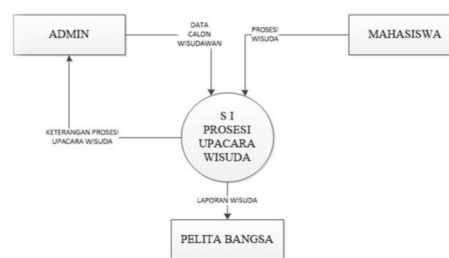 ADMIN
DATA
CALON
WISUDAWAN
PROSESI
WISUDA
MAHASISWA
S I
PROSESI
UPACARA
WISUDA
KETERANGAN PROSESI
UPACARA WISUDA
LAPORAN WISUDA
PELITA BANGSA